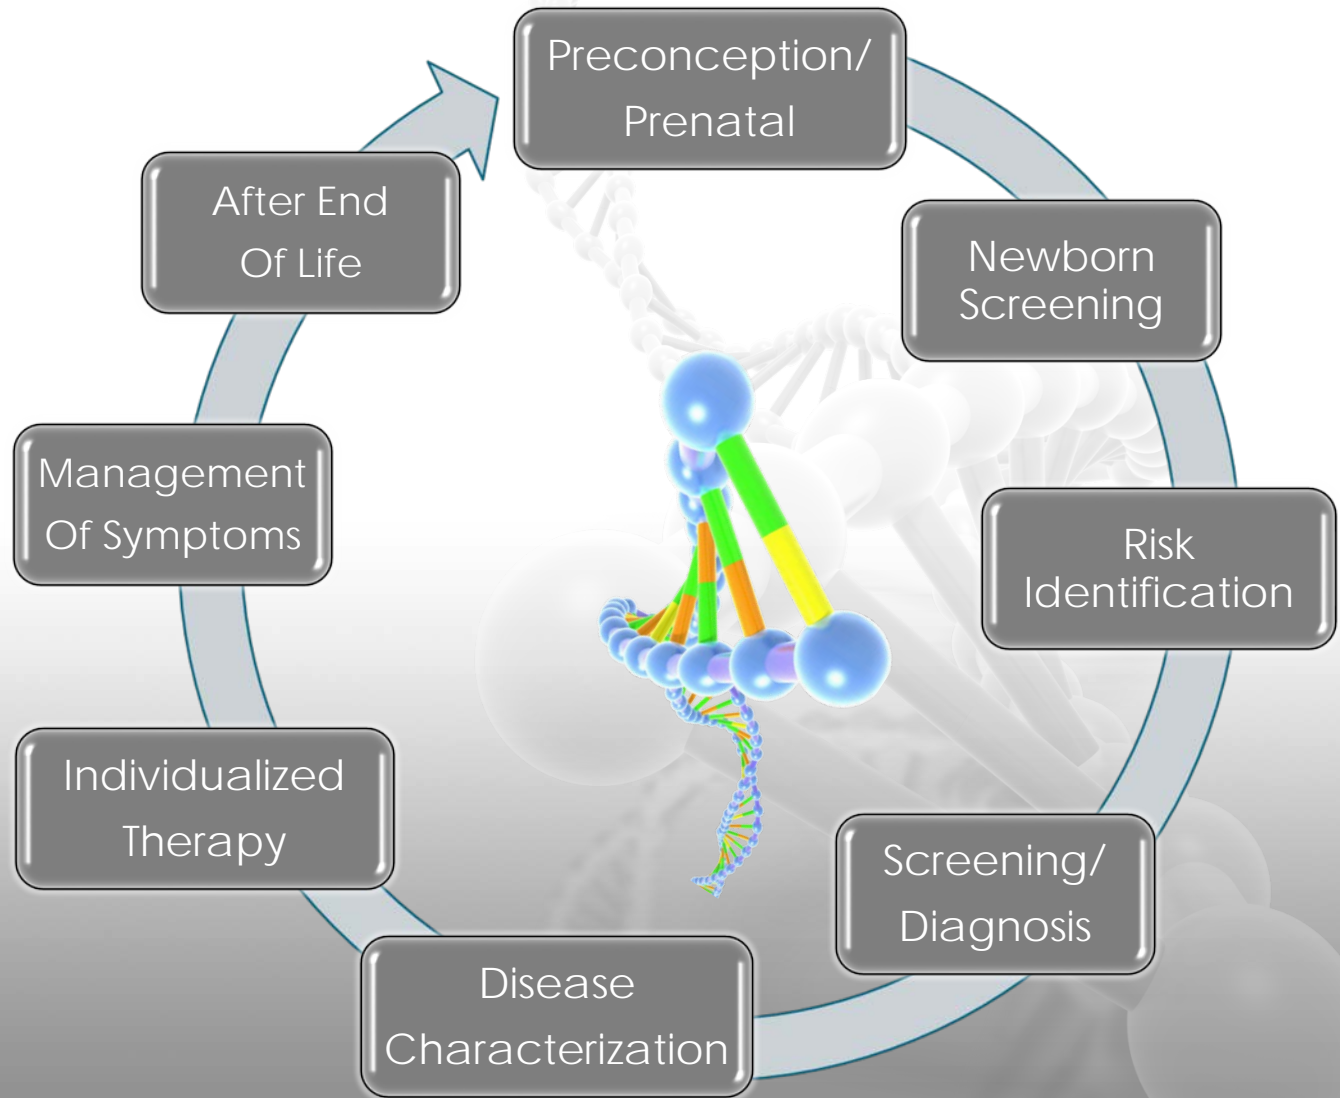 Preconception/
Prenatal
Newborn
Screening
Risk
Identification
Screening/
Diagnosis
Disease
Characterization
Individualized
Therapy
Management
Of Symptoms
After End
Of Life